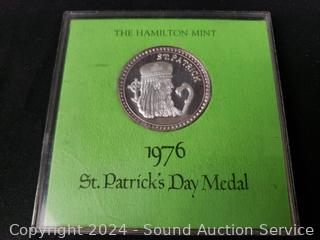 THE HAMILTON MINT
ST. PATRICK
1976
St. Patrick's Day Medal
Copyright 2024 - Sound Auction Service